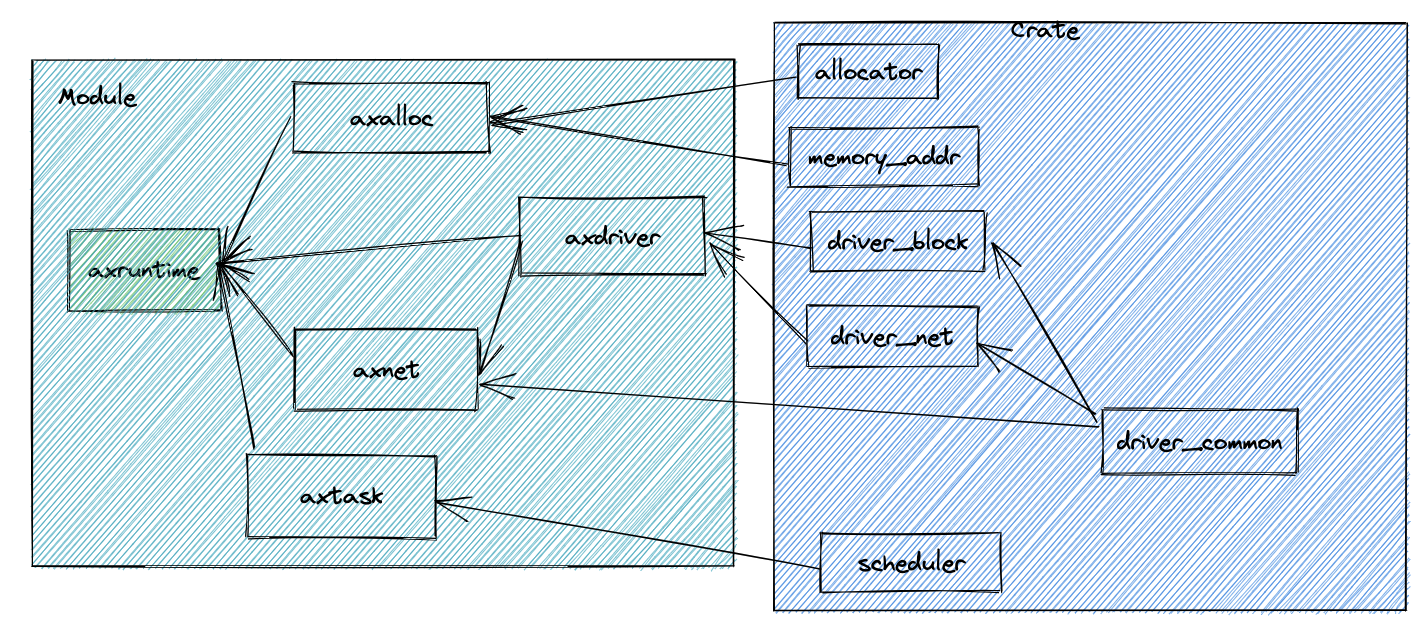 Crate
Module
allocator
axalloc
memory_addr
axdriver
driver_block
axruntime
driver_net
axnet
driver_common
axtask
scheduler